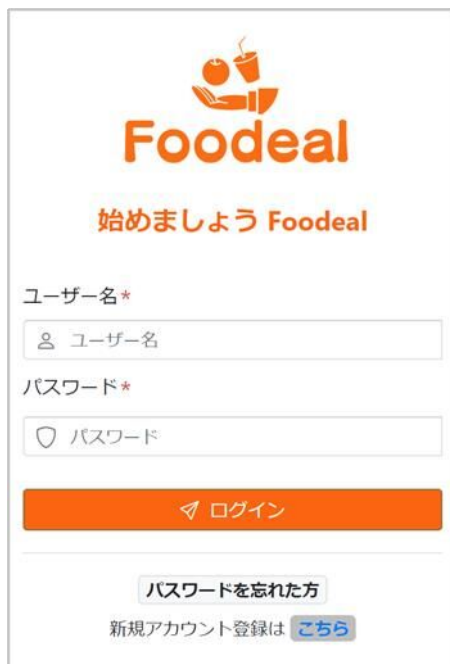 Foodeal
始めましょう Foodeal
ユーザー名*
ユーザー名
パスワード*
パスワード
ログイン
パスワードを忘れた方
新規アカウント登録は こちら